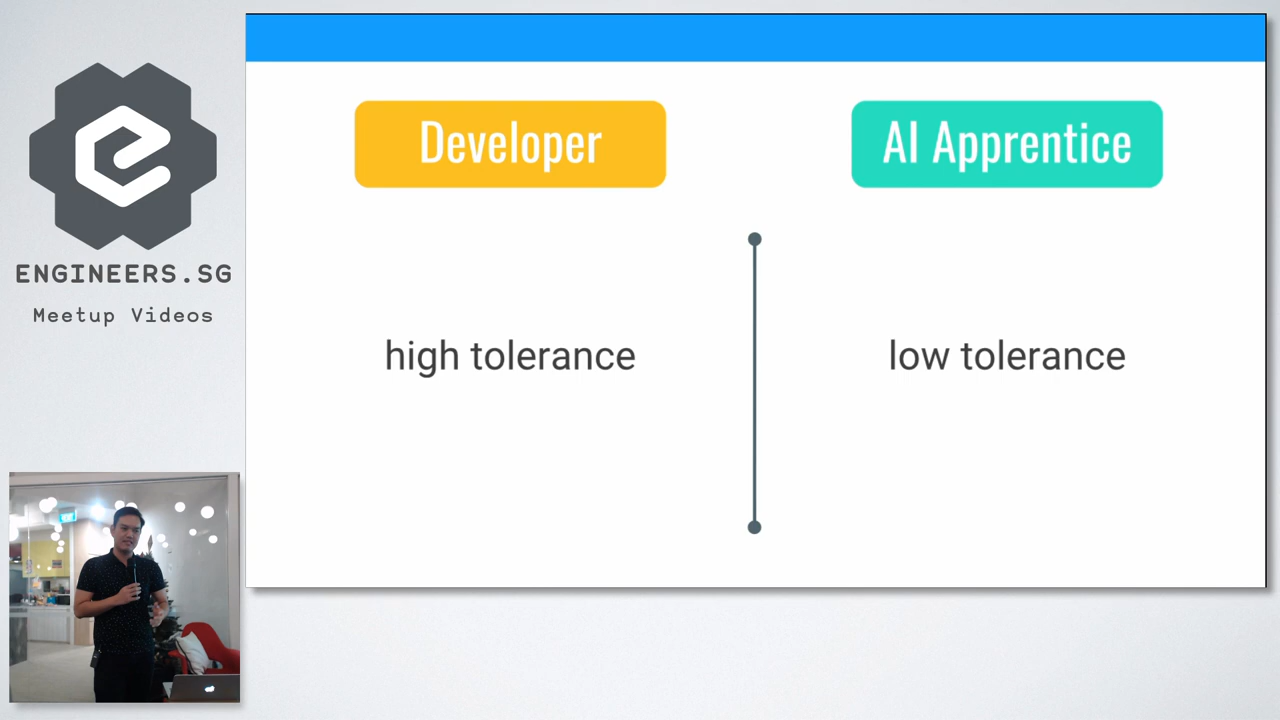 ENGINEERS.SG
Meetup Videos
Developer
AI Apprentice
high tolerance
low tolerance